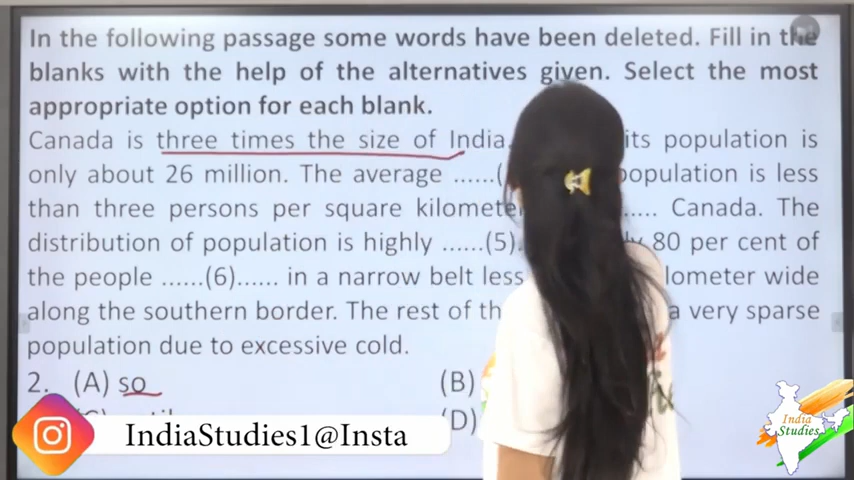 In the following passage some words have been deleted. Fill in the
blanks with the help of the alternatives given. Select the most
appropriate option for each blank.
Canada is three times the size of India. its population is
only about 26 million. The average ......( population is less
than three persons per square kilometer .... Canada. The
distribution of population is highly ......(5). 80 per cent of
the people ......(6)...... in a narrow belt less wide
along the southern border. The rest of a very sparse
population due to excessive cold.
2. (A) so (B)
(D)
IndiaStudies1@Insta
India
Studies